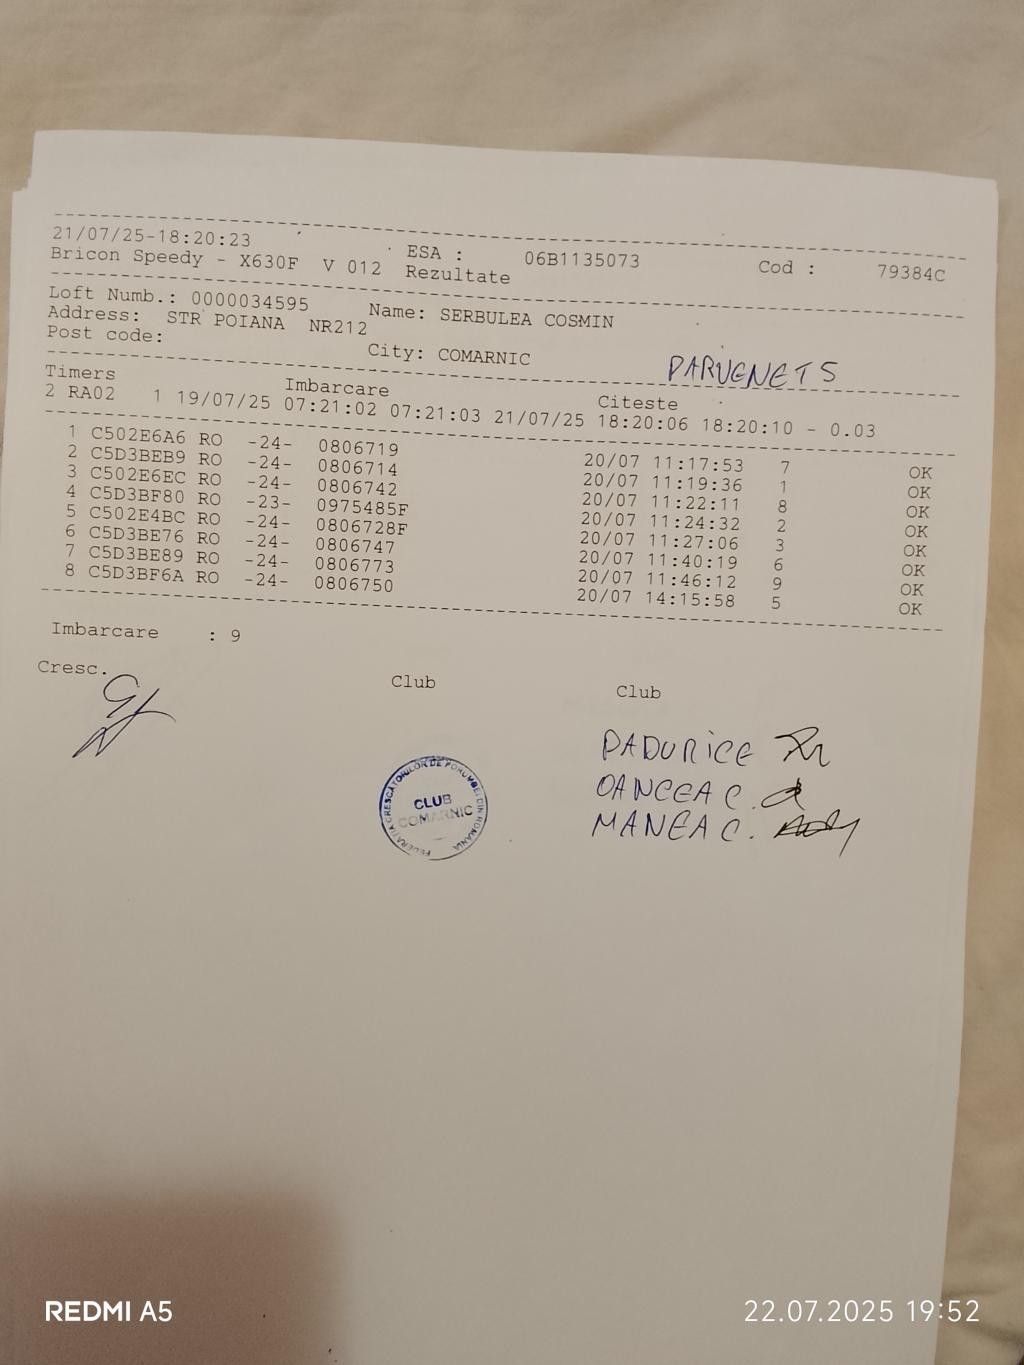 21/07/25-18:20:23 ESA : 06B1135073 Cod : 79384C
Bricon Speedy - X630F V 012 Rezultate
Loft Numb.: 0000034595 Name: SERBULEA COSMIN
Address: STR POIANA NR212
Post code: City: COMARNIC
PARVENETS
Timers Imbarcare Citeste
2 RA02 1 19/07/25 07:21:02 07:21:03 21/07/25 18:20:06 18:20:10 - 0.03
1 C502E6A6 RO -24- 0806719 20/07 11:17:53 7 OK
2 C5D3BEB9 RO -24- 0806714 20/07 11:19:36 1 OK
3 C502E6EC RO -24- 0806742 20/07 11:22:11 8 OK
4 C5D3BF80 RO -23- 0975485F 20/07 11:24:32 2 OK
5 C502E4BC RO -24- 0806728F 20/07 11:27:06 3 OK
6 C5D3BE76 RO -24- 0806747 20/07 11:40:19 6 OK
7 C5D3BE89 RO -24- 0806773 20/07 11:46:12 9 OK
8 C5D3BF6A RO -24- 0806750 20/07 14:15:58 5 OK
Imbarcare : 9
Cresc. Club Club
PADURICE
OANCEA C.
MANEA C.
FEDERATIA CRESCATORILOR DE PORUMBEI DIN ROMANIA
CLUB
COMARNIC
REDMI A5 22.07.2025 19:52